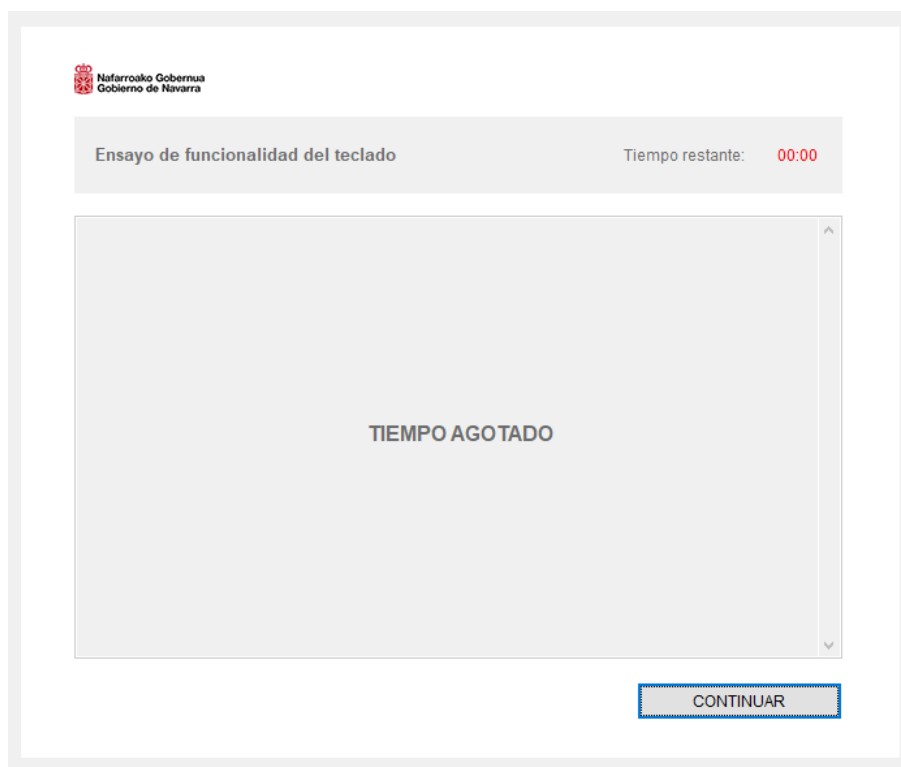 Nafarroako Gobernua
Gobierno de Navarra
Ensayo de funcionalidad del teclado
Tiempo restante: 00:00
TIEMPO AGOTADO
CONTINUAR